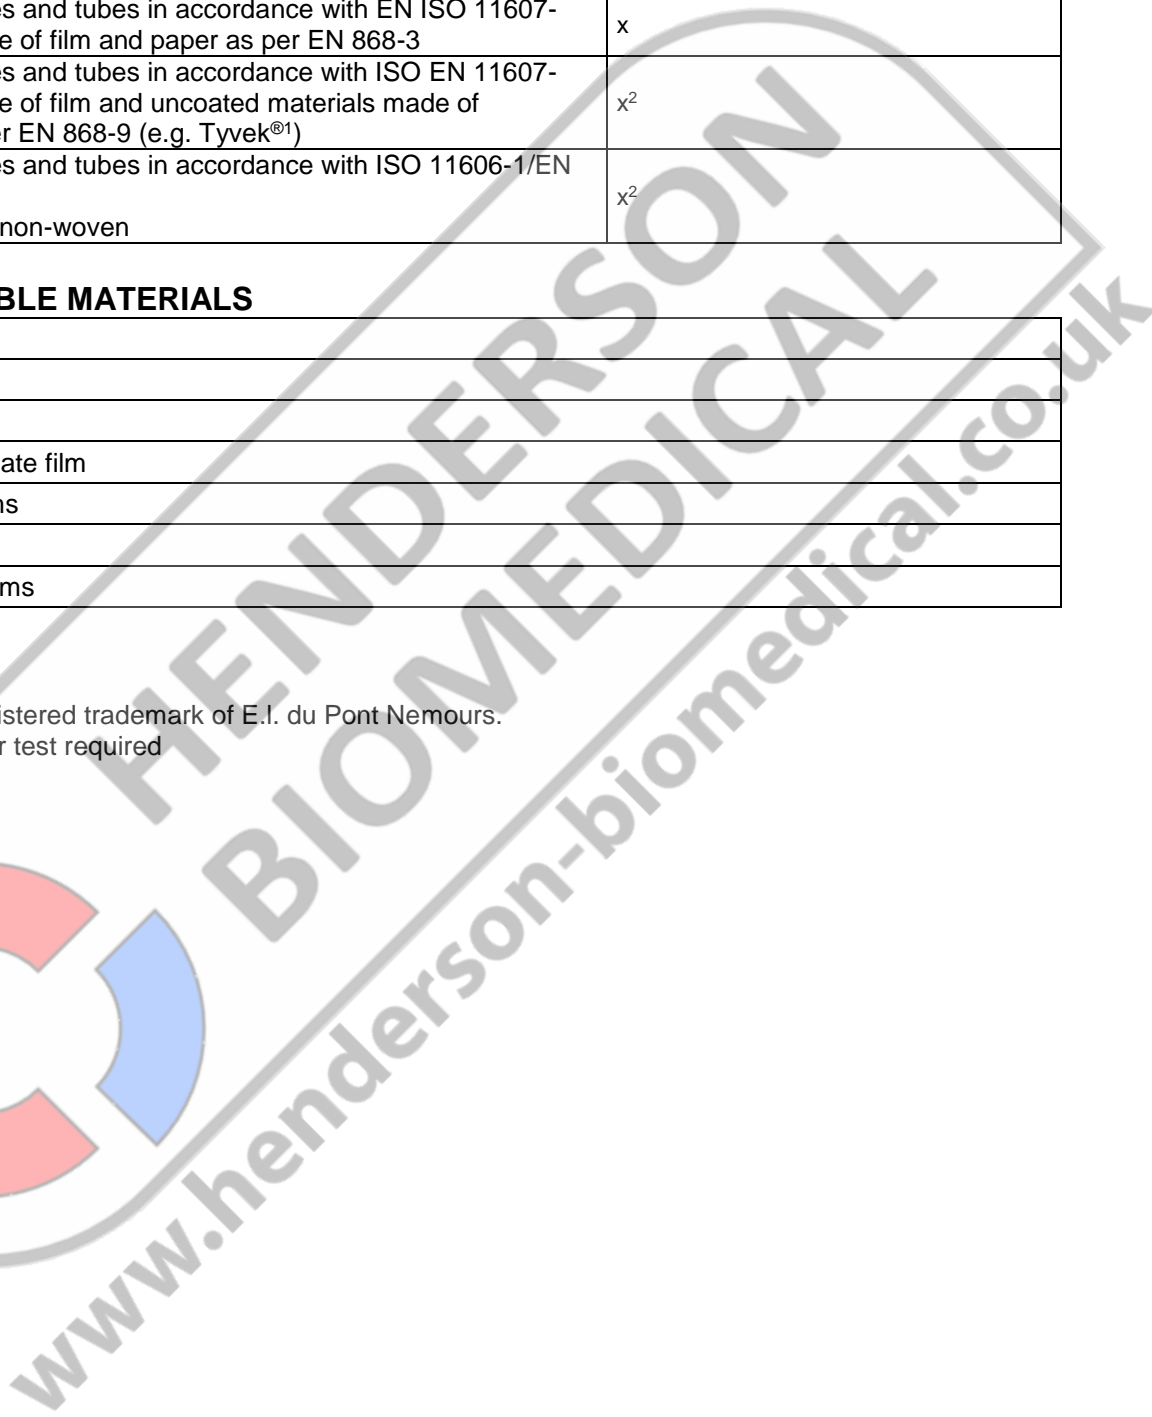 es and tubes in accordance with EN ISO 11607-
e of film and paper as per EN 868-3
x
es and tubes in accordance with ISO EN 11607-
e of film and uncoated materials made of
er EN 868-9 (e.g. Tyvek®1)
x2
es and tubes in accordance with ISO 11606-1/EN
non-woven
x2
BLE MATERIALS
ate film
ns
ms
istered trademark of E.I. du Pont Nemours.
r test required
HENDERSON
BIOMEDICAL
www.henderson-biomedical.co.uk